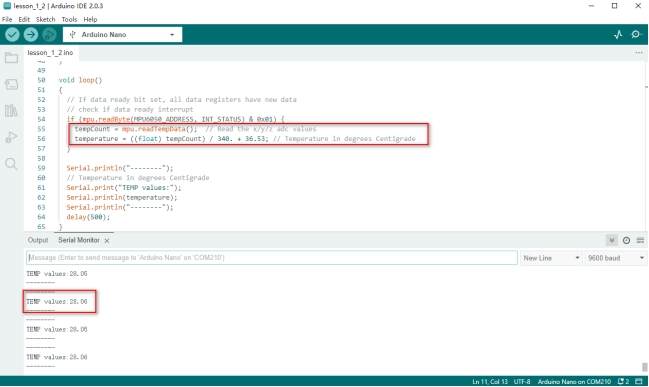 lesson_1_2 | Arduino IDE 2.0.3
File Edit Sketch Tools Help
Arduino Nano
lesson_1_2.ino
49
50 void loop()
51 {
52 // If data ready bit set, all data registers have new data
53 // check if data ready interrupt
54 if (mpu.readByte(MPU6050_ADDRESS, INT_STATUS) & 0x01) {
55 tempCount = mpu.readTempData(); // Read the x/y/z adc values
56 temperature = ((float) tempCount) / 340. + 36.53; // Temperature in degrees Centigrade
57 }
58
59 Serial.println("--------");
60 // Temperature in degrees Centigrade
61 Serial.print("TEMP values:");
62 Serial.println(temperature);
63 Serial.println("--------");
64 delay(500);
65 }
Output Serial Monitor
Message (Enter to send message to 'Arduino Nano' on 'COM210')
New Line 9600 baud
TEMP values:28.05
--------
--------
TEMP values:28.06
--------
--------
TEMP values:28.05
--------
--------
TEMP values:28.06
--------
Ln 11, Col 13 UTF-8 Arduino Nano on COM210 2